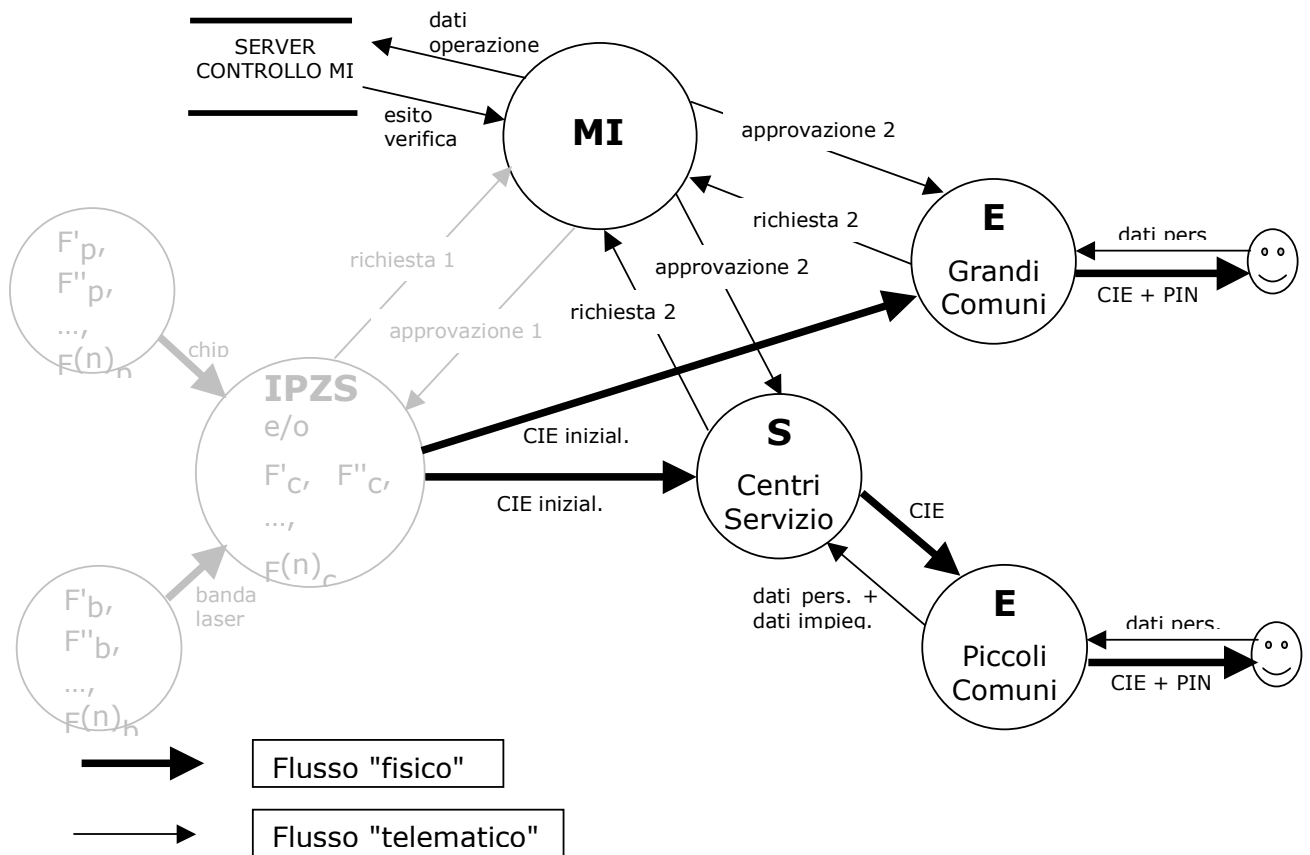 dati
operazione
SERVER
CONTROLLO MI
esito
verifica
MI
approvazione 2
richiesta 2
E
Grandi
Comuni
dati pers.
CIE + PIN
F'p,
F''p,
...,
F(n)p
chip
richiesta 1
approvazione 1
approvazione 2
richiesta 2
IPZS
e/o
F'c, F''c,
...,
F(n)c
CIE inizial.
CIE inizial.
S
Centri
Servizio
CIE
banda
laser
F'b,
F''b,
...,
F(n)b
dati pers. +
dati impieg.
E
Piccoli
Comuni
dati pers.
CIE + PIN
Flusso "fisico"
Flusso "telematico"